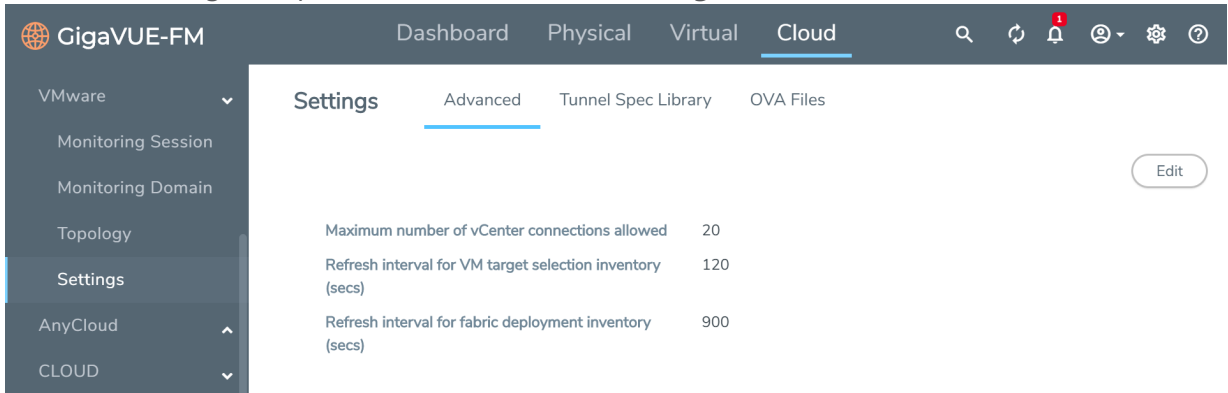 GigaVUE-FM
Dashboard Physical Virtual Cloud
1
VMware
Monitoring Session
Monitoring Domain
Topology
Settings
AnyCloud
CLOUD
Settings Advanced Tunnel Spec Library OVA Files
Edit
Maximum number of vCenter connections allowed 20
Refresh interval for VM target selection inventory 120
(secs)
Refresh interval for fabric deployment inventory 900
(secs)